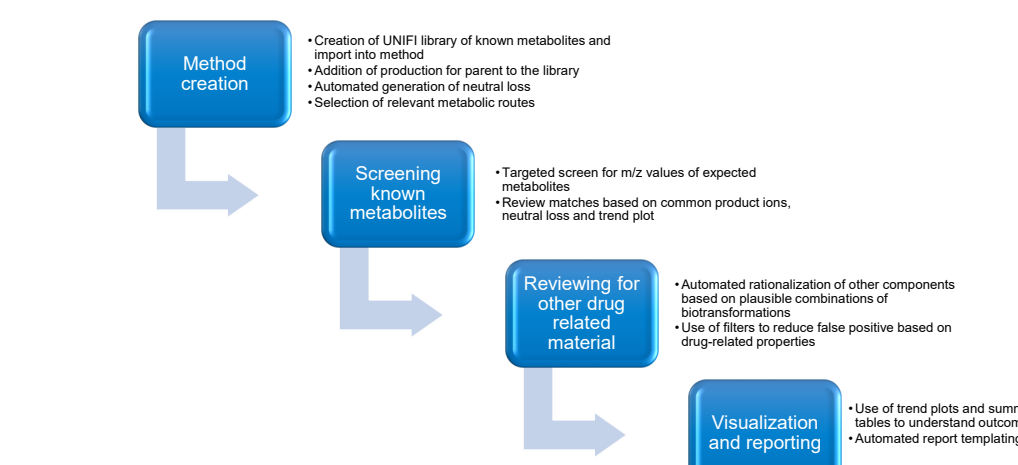 Method
creation
• Creation of UNIFI library of known metabolites and
import into method
• Addition of production for parent to the library
• Automated generation of neutral loss
• Selection of relevant metabolic routes
Screening
known
metabolites
• Targeted screen for m/z values of expected
metabolites
• Review matches based on common product ions,
neutral loss and trend plot
Reviewing for
other drug
related
material
• Automated rationalization of other components
based on plausible combinations of
biotransformations
• Use of filters to reduce false positive based on
drug-related properties
Visualization
and reporting
• Use of trend plots and
tables to understand
• Automated report templating